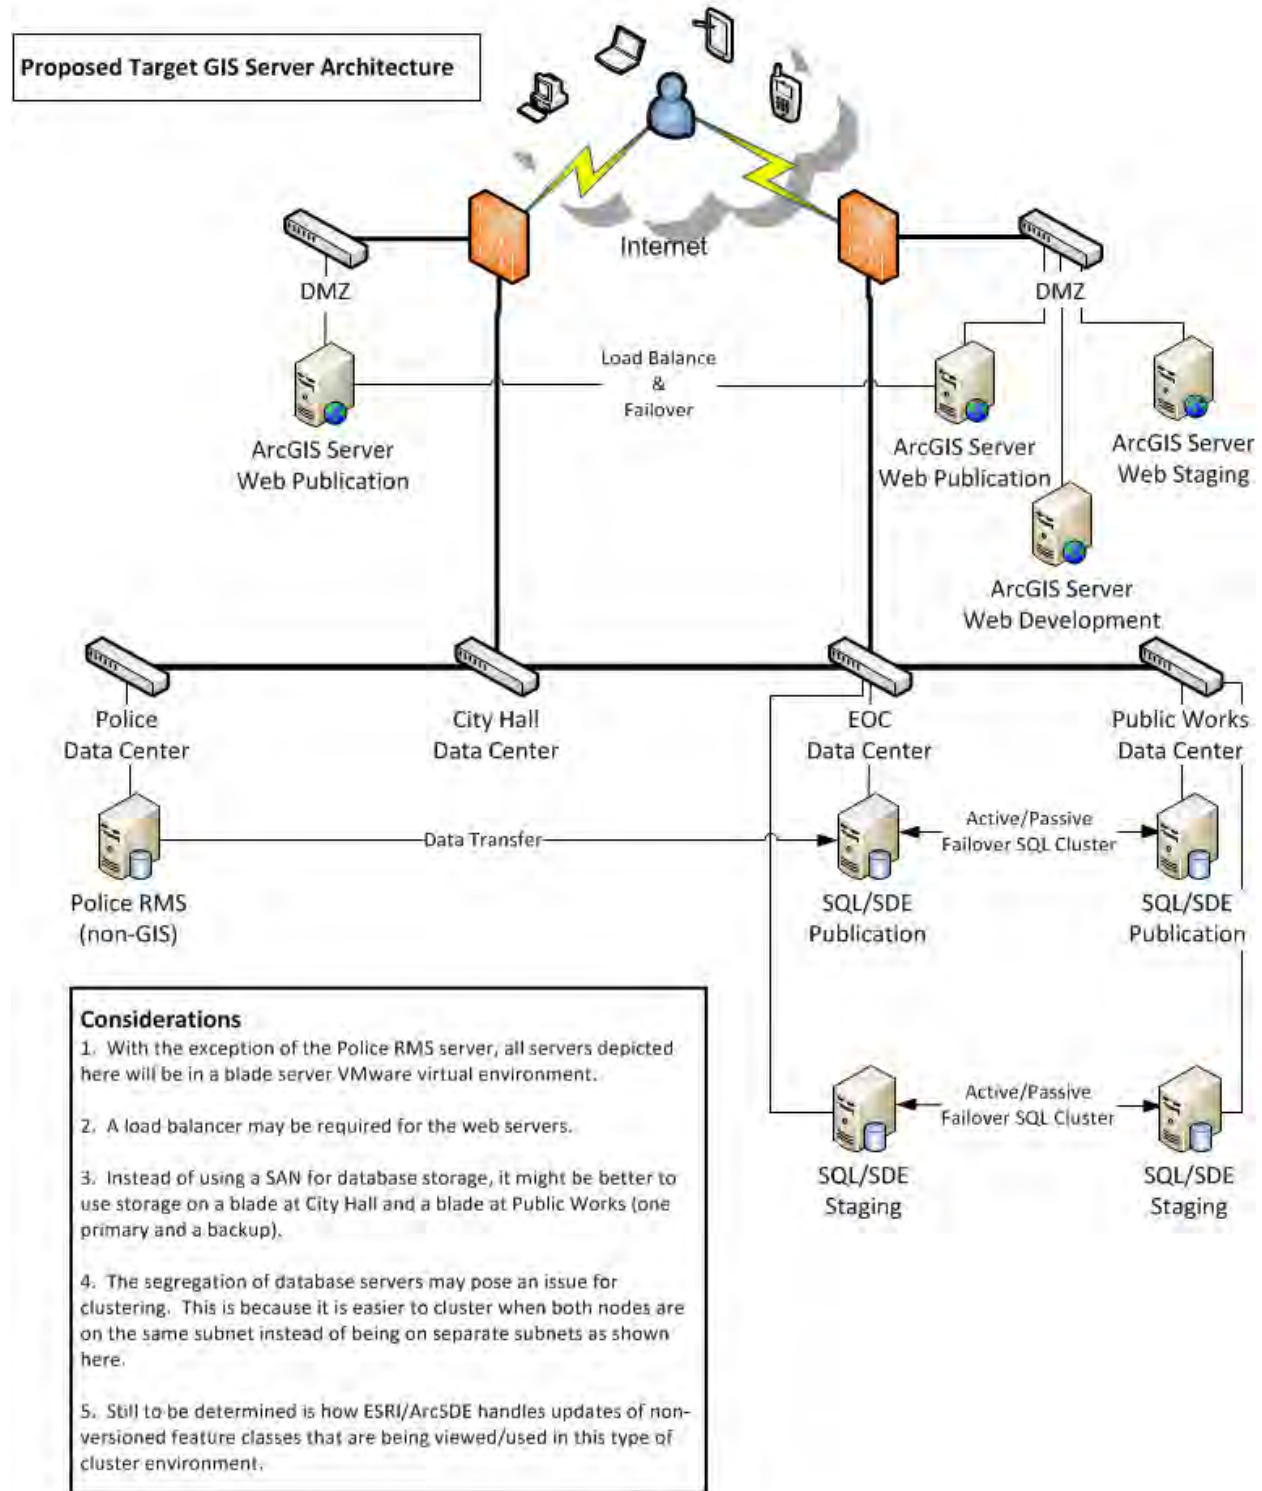 Proposed Target GIS Server Architecture
Internet
DMZ
DMZ
Load Balance
&
Failover
ArcGIS Server
Web Publication
ArcGIS Server
Web Publication
ArcGIS Server
Web Staging
ArcGIS Server
Web Development
Police
Data Center
City Hall
Data Center
EOC
Data Center
Public Works
Data Center
Data Transfer
Active/Passive
Failover SQL Cluster
Police RMS
(non-GIS)
SQL/SDE
Publication
SQL/SDE
Publication
Active/Passive
Failover SQL Cluster
SQL/SDE
Staging
SQL/SDE
Staging
Considerations
1. With the exception of the Police RMS server, all servers depicted
here will be in a blade server VMware virtual environment.
2. A load balancer may be required for the web servers.
3. Instead of using a SAN for database storage, it might be better to
use storage on a blade at City Hall and a blade at Public Works (one
primary and a backup).
4. The segregation of database servers may pose an issue for
clustering. This is because it is easier to cluster when both nodes are
on the same subnet instead of being on separate subnets as shown
here.
5. Still to be determined is how ESRI/ArcSDE handles updates of non-
versioned feature classes that are being viewed/used in this type of
cluster environment.